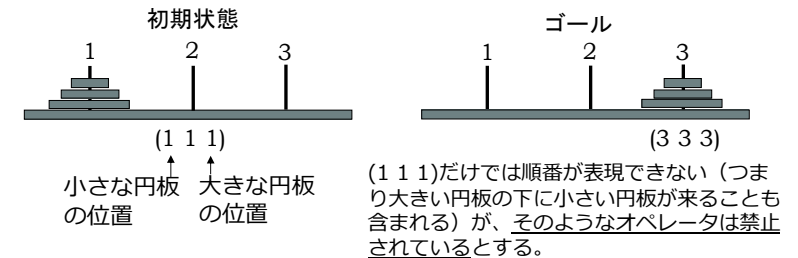 初期状態
ゴール
1 2 3
1 2 3
(1 1 1)
(3 3 3)
小さな円板
の位置
大きな円板
の位置
(1 1 1)だけでは順番が表現できない（つま
り大きい円板の下に小さい円板が来ることも
含まれる）が、そのようなオペレータは禁止
されているとする。